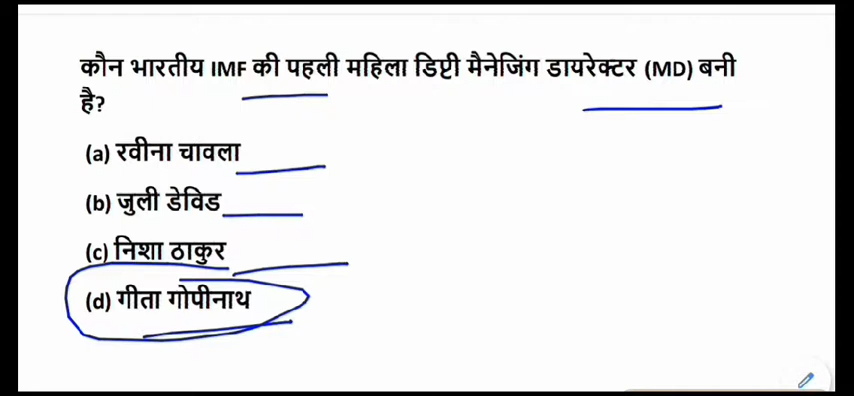 कौन भारतीय IMF की पहली महिला डिप्टी मैनेजिंग डायरेक्टर (MD) बनी
है?
(a) रवीना चावला
(b) जुली डेविड
(c) निशा ठाकुर
(d) गीता गोपीनाथ